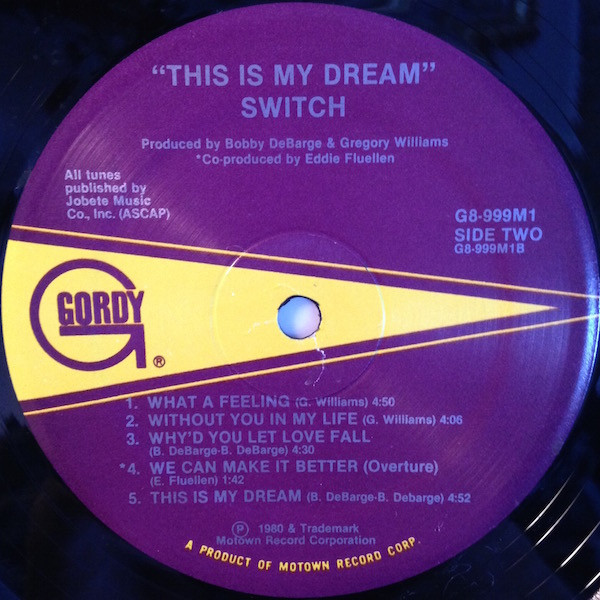 "THIS IS MY DREAM"
SWITCH
Produced by Bobby DeBarge & Gregory Williams
*Co-produced by Eddie Fluellen
All tunes
published by
Jobete Music
Co., Inc. (ASCAP)
G8-999M1
SIDE TWO
G8-999M1B
GORDY
®
1. WHAT A FEELING (G. Williams) 4:50
2. WITHOUT YOU IN MY LIFE (G. Williams) 4:06
3. WHY'D YOU LET LOVE FALL
(B. DeBarge-B. DeBarge) 4:30
*4. WE CAN MAKE IT BETTER (Overture)
(E. Fluellen) 1:42
5. THIS IS MY DREAM (B. DeBarge-B. Debarge) 4:52
℗ 1980 & Trademark
Motown Record Corporation
A PRODUCT OF MOTOWN RECORD CORP.